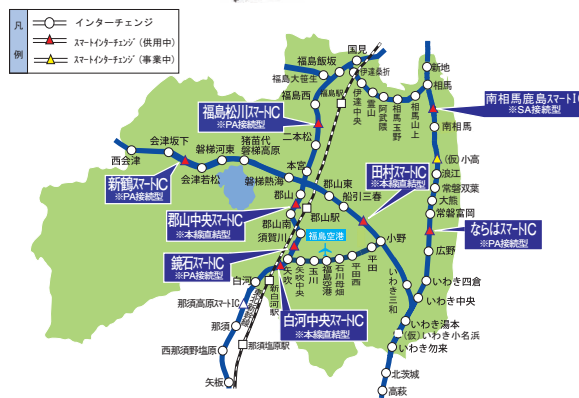 凡例
インターチェンジ
スマートインターチェンジ(供用中)
スマートインターチェンジ(事業中)
国見
福島飯坂
福島大笹生
伊達桑折
福島駅
福島西
伊達中央
霊山
阿武隈
相馬玉野
相馬山上
新地
相馬
南相馬鹿島スマートIC
※SA接続型
南相馬
(仮)小高
浪江
常磐双葉
大熊
常磐富岡
ならはスマートIC
※PA接続型
広野
いわき四倉
いわき中央
いわき湯本
(仮)いわき小名浜
いわき勿来
北茨城
高萩
福島松川スマートIC
※PA接続型
二本松
本宮
西会津
会津坂下
磐梯河東
猪苗代
磐梯高原
会津若松
新鶴スマートIC
※PA接続型
磐梯熱海
郡山
郡山東
船引三春
田村スマートIC
※本線直結型
郡山中央スマートIC
※本線直結型
郡山南
郡山駅
須賀川
福島空港
小野
鏡石スマートIC
※PA接続型
矢吹
矢吹中央
玉川
福島空港
石川母畑
平田西
平田
いわき三和
白河
新白河駅
白河中央スマートIC
※本線直結型
東北新幹線
那須高原スマートIC
那須
那須塩原駅
西那須野塩原
矢板